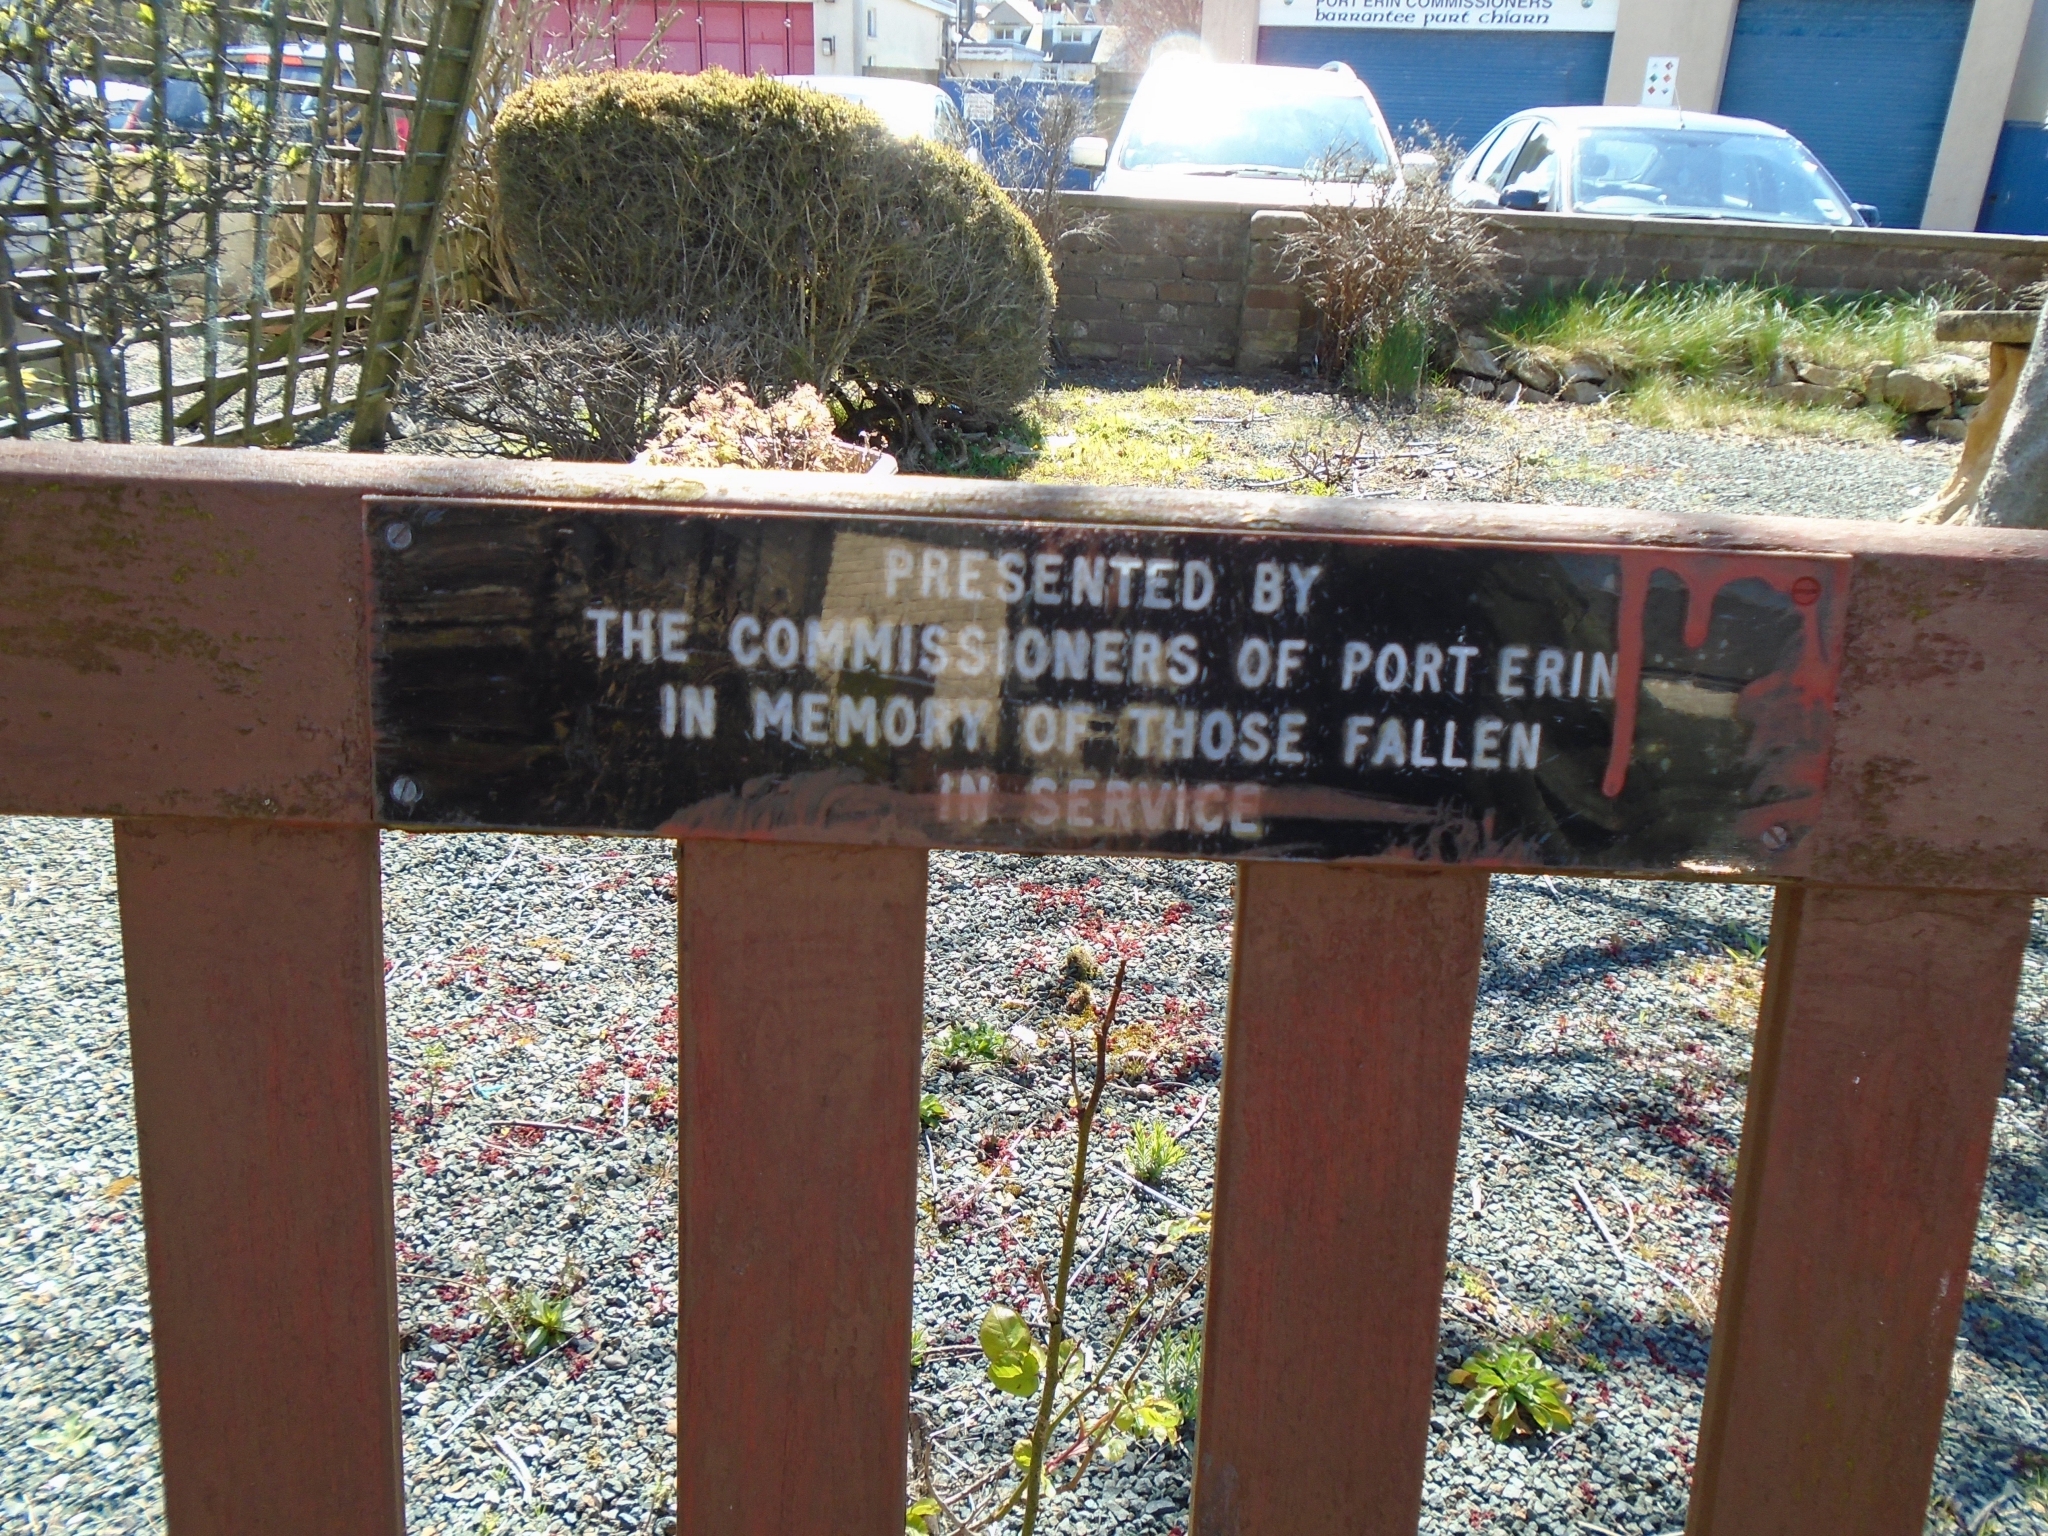 PORT ERIN COMMISSIONERS
barrantee purt chiarn
PRESENTED BY
THE COMMISSIONERS OF PORT ERIN
IN MEMORY OF THOSE FALLEN
IN SERVICE